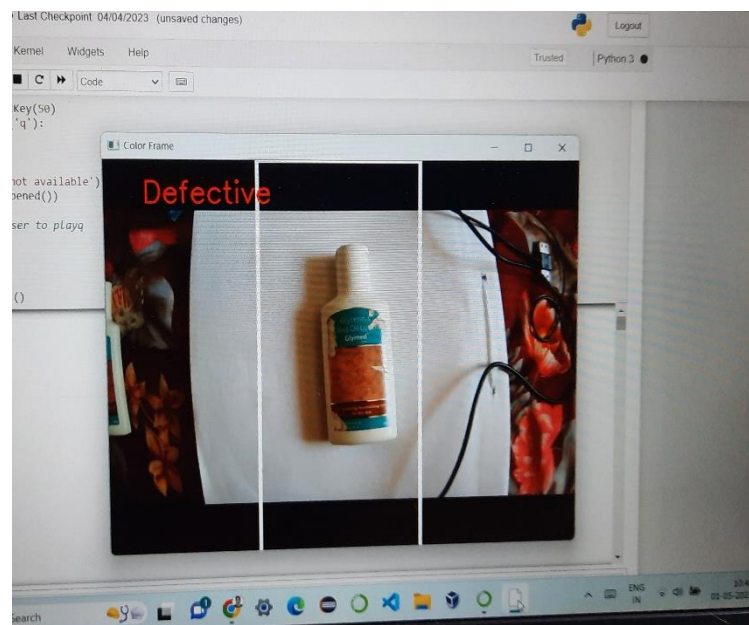 Last Checkpoint 04/04/2023 (unsaved changes)
Logout
Kernel Widgets Help
Trusted
Python 3
Code
Key(50)
'q'):
Color Frame
not available')
pened())
ser to playq
()
Defective
Glymed
Search
ENG
IN